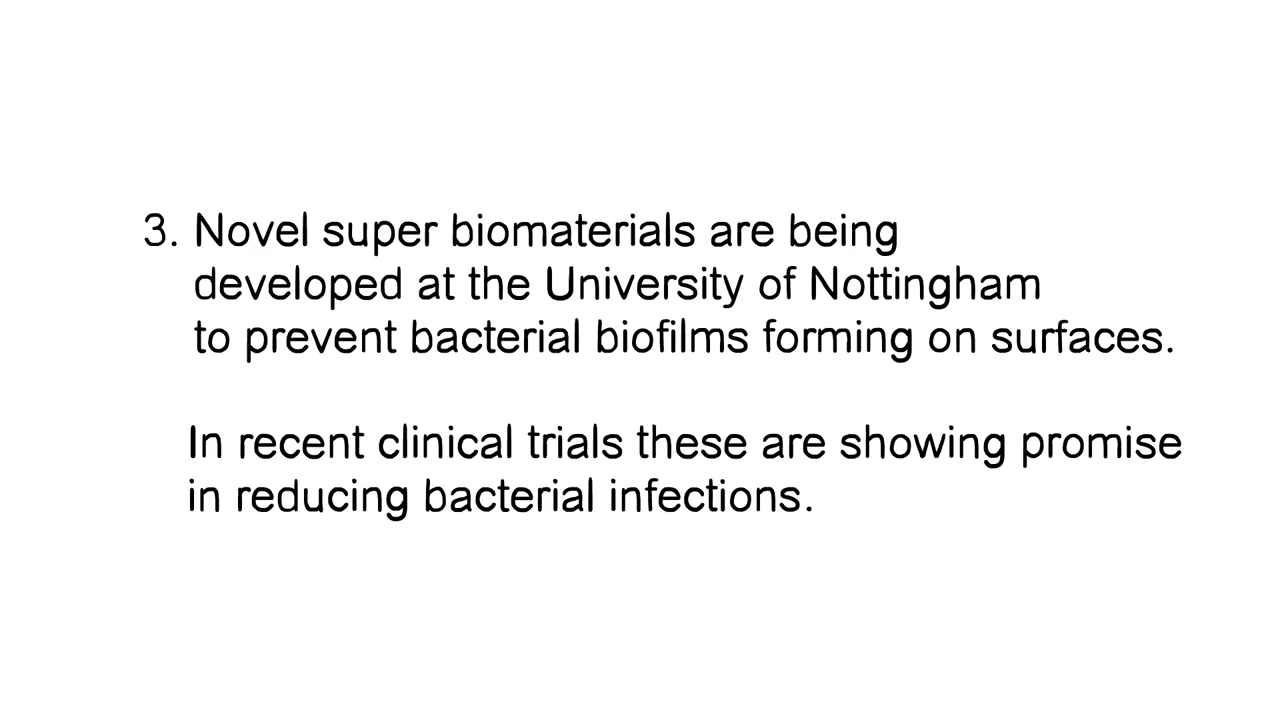 3. Novel super biomaterials are being
developed at the University of Nottingham
to prevent bacterial biofilms forming on surfaces.
In recent clinical trials these are showing promise
in reducing bacterial infections.